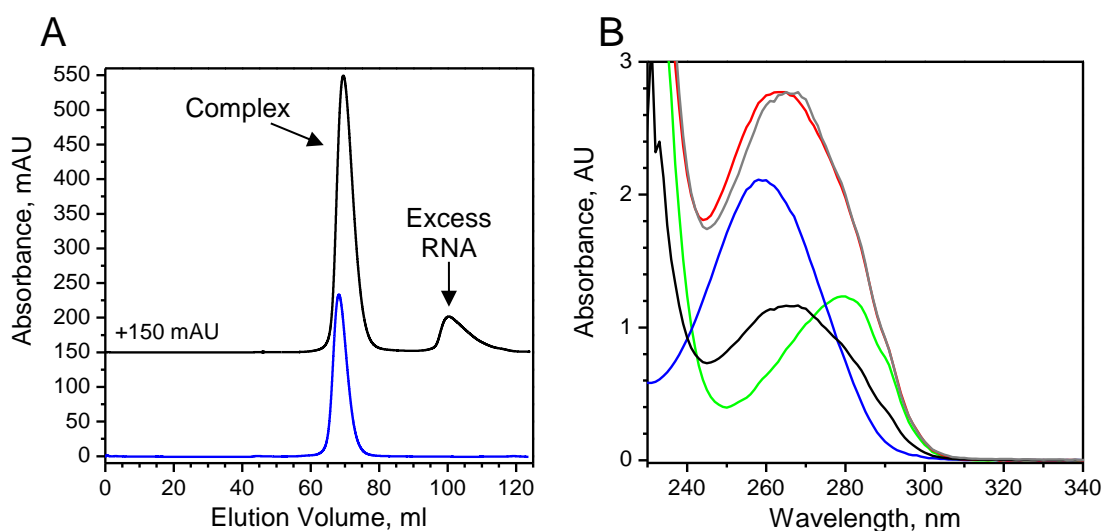 A
Absorbance, mAU
550
500
450
400
350
300
250
200
150
100
50
0
Complex
Excess
RNA
+150 mAU
0 20 40 60 80 100 120
Elution Volume, ml
B
Absorbance, AU
3
2
1
0
240 260 280 300 320 340
Wavelength, nm